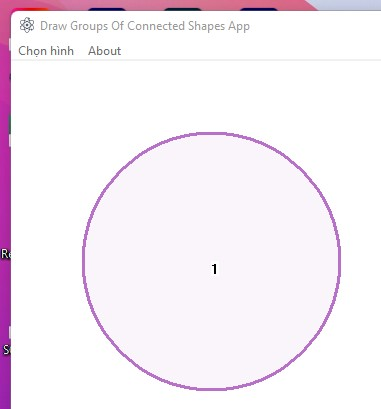 Draw Groups Of Connected Shapes App
Chọn hình About
1